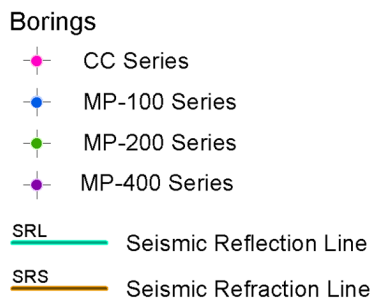 Borings
CC Series
MP-100 Series
MP-200 Series
MP-400 Series
SRL
Seismic Reflection Line
SRS
Seismic Refraction Line